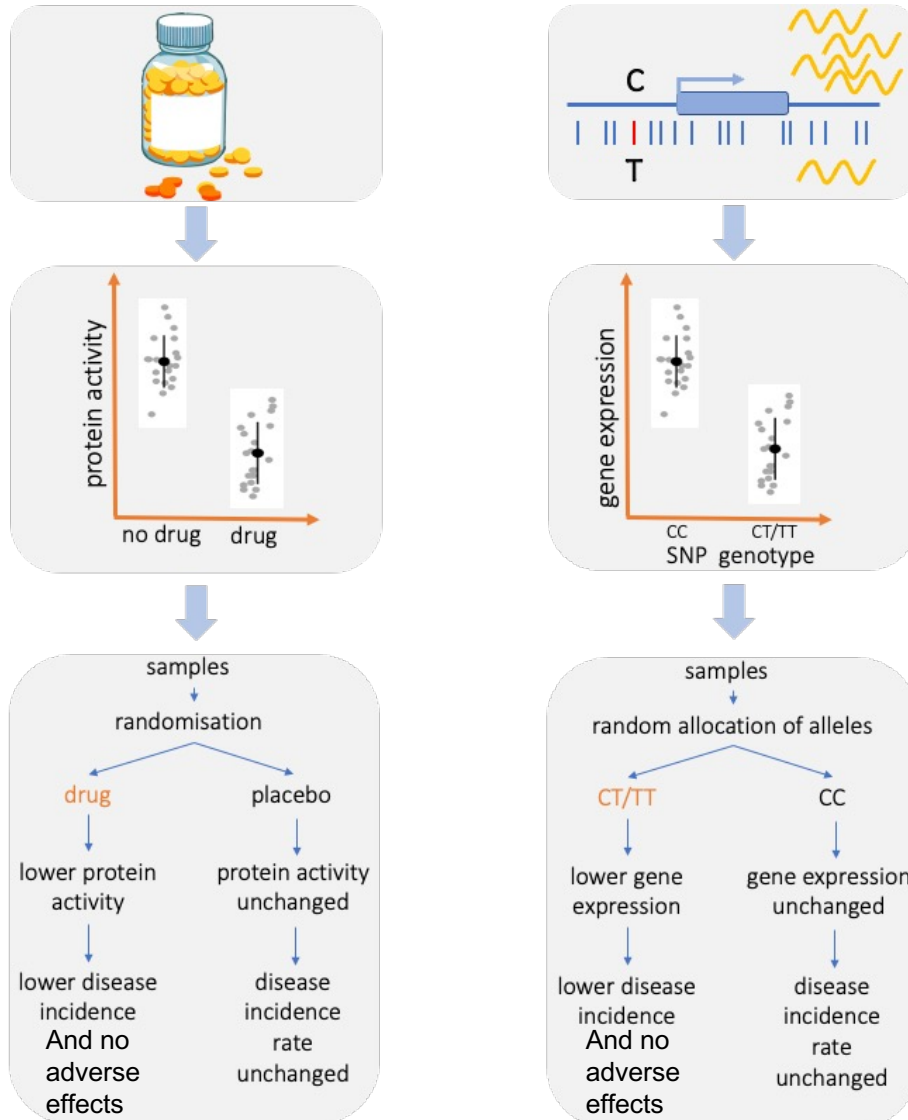 C
T
protein activity
no drug
drug
gene expression
CC
CT/TT
SNP genotype
samples
randomisation
drug
placebo
lower protein
activity
protein activity
unchanged
lower disease
incidence
And no
adverse
effects
disease
incidence
rate
unchanged
samples
random allocation of alleles
CT/TT
CC
lower gene
expression
gene expression
unchanged
lower disease
incidence
And no
adverse
effects
disease
incidence
rate
unchanged